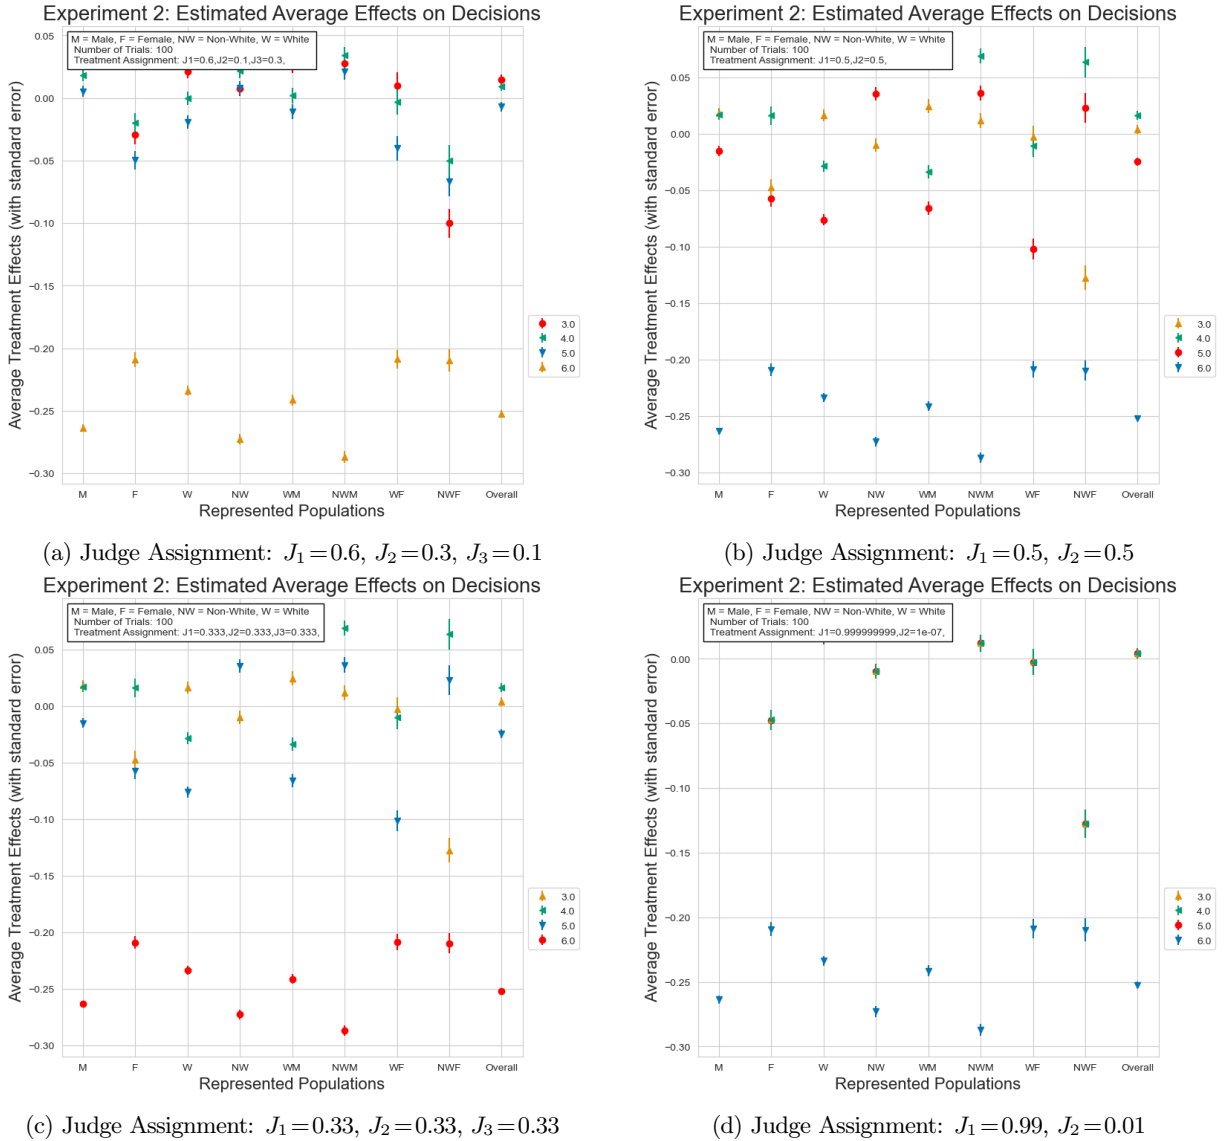 Experiment 2: Estimated Average Effects on Decisions
M = Male, F = Female, NW = Non-White, W = White
Number of Trials: 100
Treatment Assignment: J1=0.6,J2=0.1,J3=0.3,
Average Treatment Effects (with standard error)
0.05
0.00
−0.05
−0.10
−0.15
−0.20
−0.25
−0.30
3.0
4.0
5.0
6.0
M F W NW WM NWM WF NWF Overall
Represented Populations
(a) Judge Assignment: J₁=0.6, J₂=0.3, J₃=0.1
Experiment 2: Estimated Average Effects on Decisions
M = Male, F = Female, NW = Non-White, W = White
Number of Trials: 100
Treatment Assignment: J1=0.5,J2=0.5,
Average Treatment Effects (with standard error)
0.05
0.00
−0.05
−0.10
−0.15
−0.20
−0.25
−0.30
3.0
4.0
5.0
6.0
M F W NW WM NWM WF NWF Overall
Represented Populations
(b) Judge Assignment: J₁=0.5, J₂=0.5
Experiment 2: Estimated Average Effects on Decisions
M = Male, F = Female, NW = Non-White, W = White
Number of Trials: 100
Treatment Assignment: J1=0.333,J2=0.333,J3=0.333,
Average Treatment Effects (with standard error)
0.05
0.00
−0.05
−0.10
−0.15
−0.20
−0.25
−0.30
3.0
4.0
5.0
6.0
M F W NW WM NWM WF NWF Overall
Represented Populations
(c) Judge Assignment: J₁=0.33, J₂=0.33, J₃=0.33
Experiment 2: Estimated Average Effects on Decisions
M = Male, F = Female, NW = Non-White, W = White
Number of Trials: 100
Treatment Assignment: J1=0.999999999,J2=1e-07,
Average Treatment Effects (with standard error)
0.00
−0.05
−0.10
−0.15
−0.20
−0.25
−0.30
3.0
4.0
5.0
6.0
M F W NW WM NWM WF NWF Overall
Represented Populations
(d) Judge Assignment: J₁=0.99, J₂=0.01